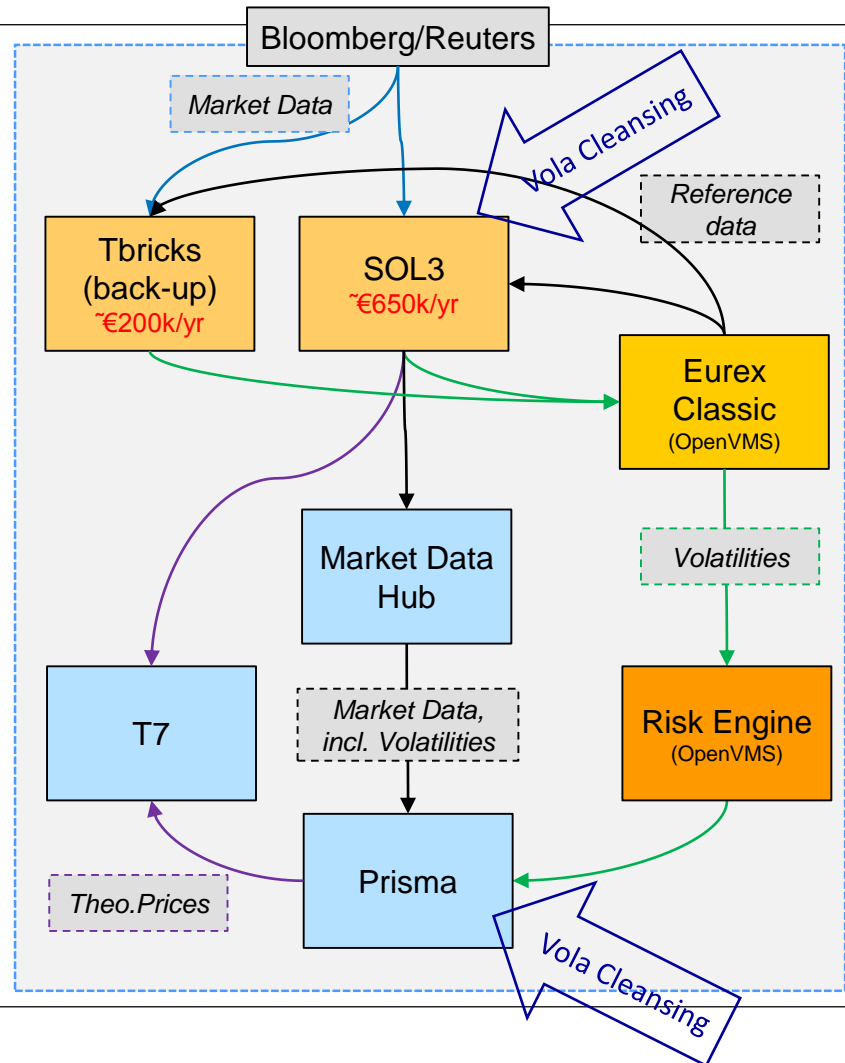 Bloomberg/Reuters
Market Data
Vola Cleansing
Reference
data
Tbricks
(back-up)
~€200k/yr
SOL3
~€650k/yr
Eurex
Classic
(OpenVMS)
Market Data
Hub
Volatilities
T7
Market Data,
incl. Volatilities
Risk Engine
(OpenVMS)
Prisma
Theo.Prices
Vola Cleansing